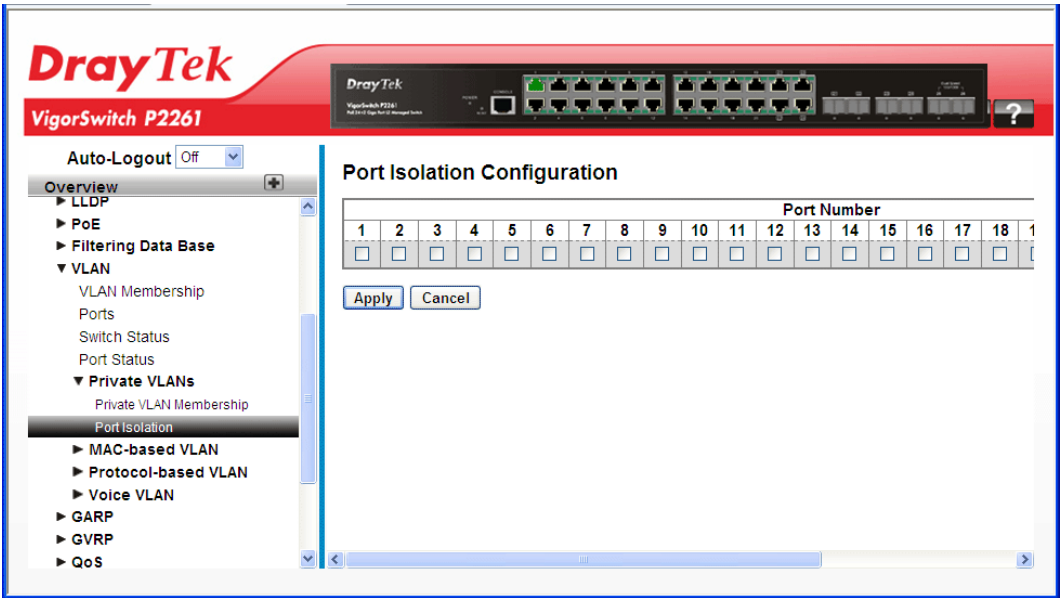 DrayTek
VigorSwitch P2261
DrayTek
VigorSwitch P2261
POWER
CONSOLE
?
Auto-Logout Off
Overview
LLDP
PoE
Filtering Data Base
VLAN
VLAN Membership
Ports
Switch Status
Port Status
Private VLANs
Private VLAN Membership
Port Isolation
MAC-based VLAN
Protocol-based VLAN
Voice VLAN
GARP
GVRP
QoS
Port Isolation Configuration
Port Number
1 2 3 4 5 6 7 8 9 10 11 12 13 14 15 16 17 18 1
Apply Cancel